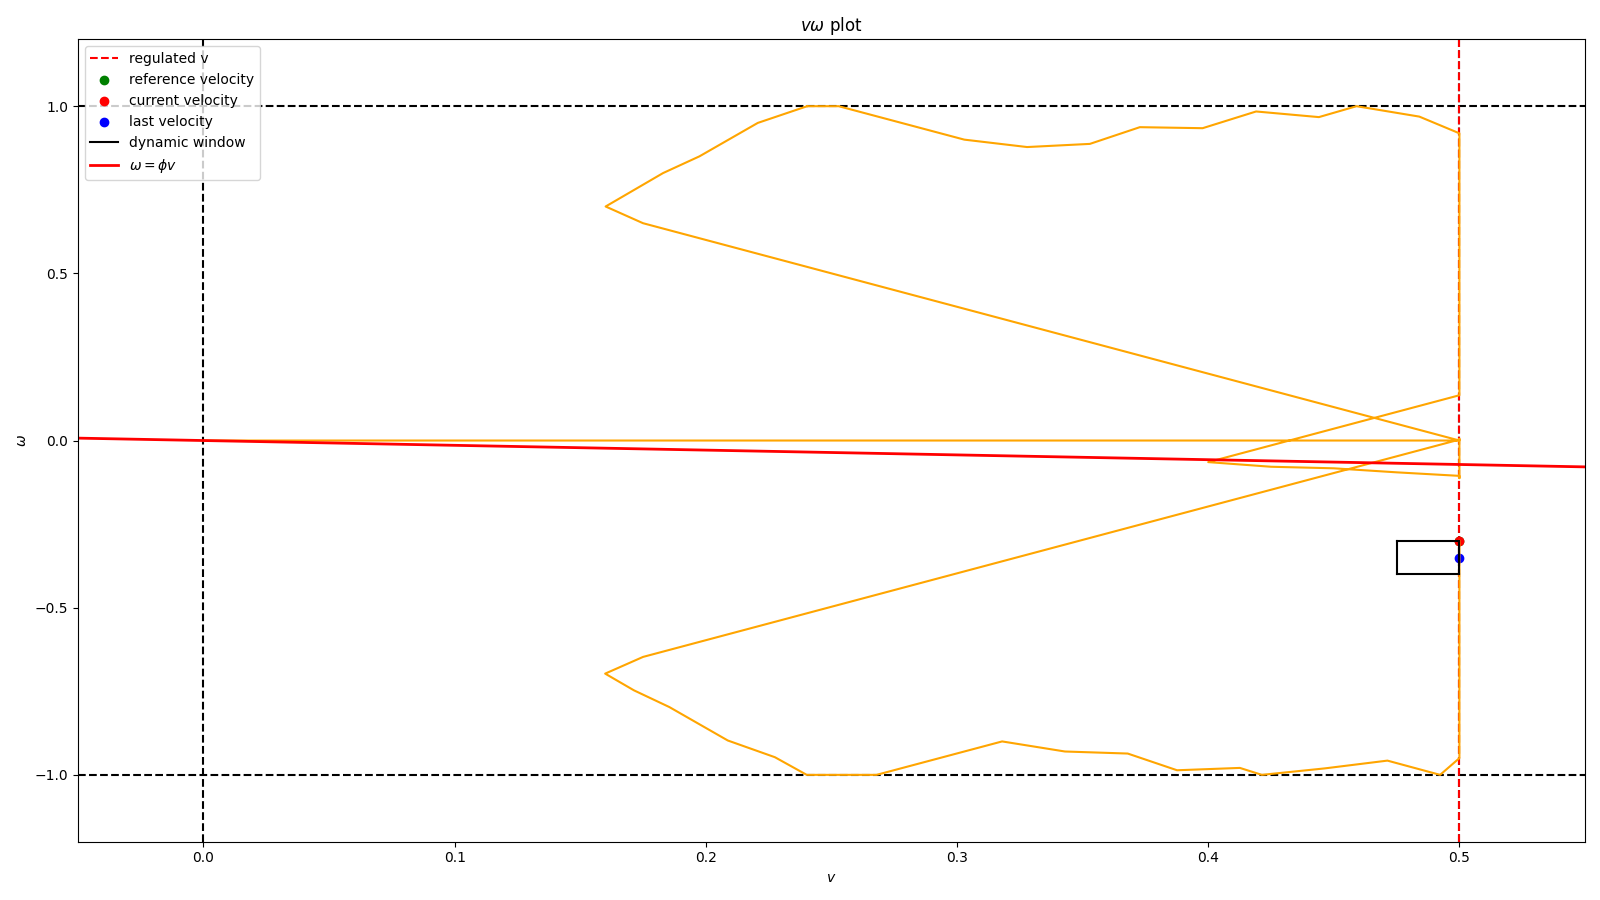 vω plot
regulated v
reference velocity
current velocity
last velocity
dynamic window
ω = ϕv
1.0
0.5
0.0
−0.5
−1.0
ω
0.0 0.1 0.2 0.3 0.4 0.5
v